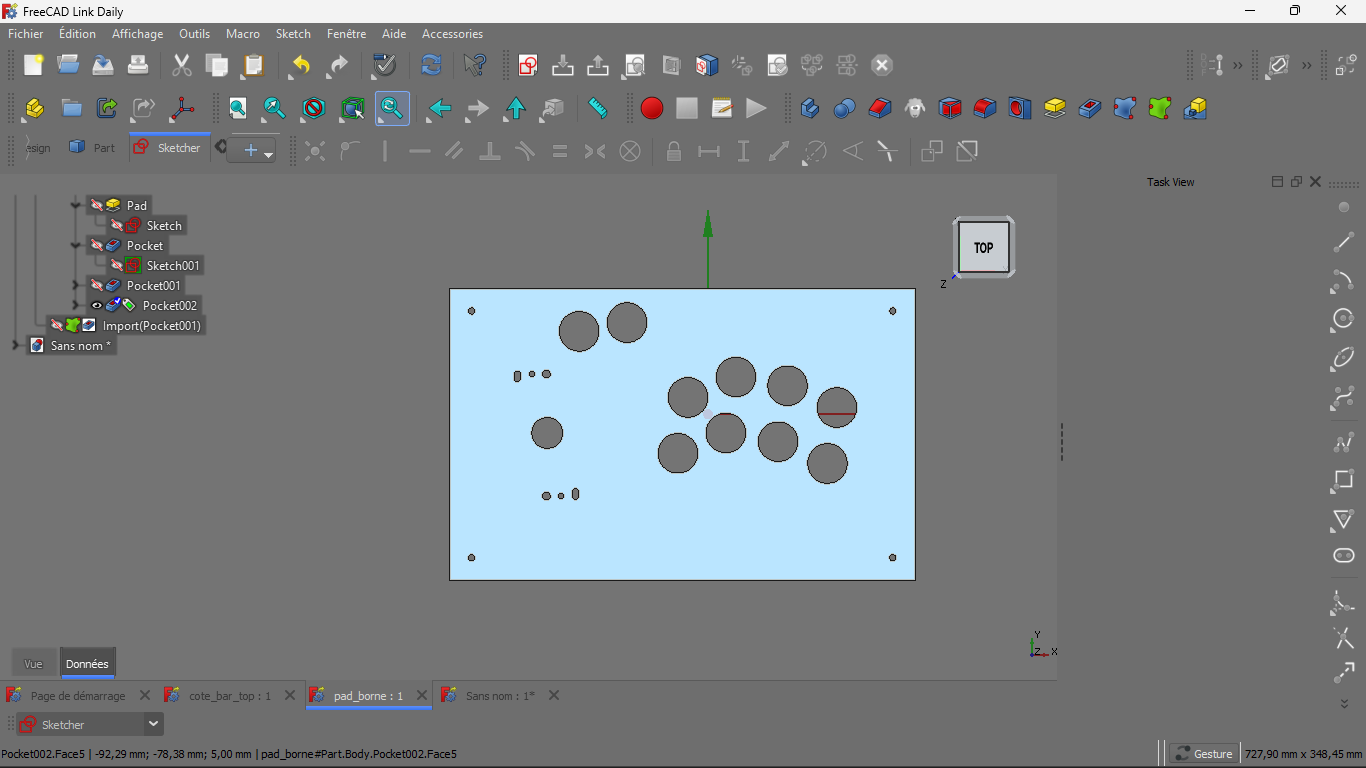 FreeCAD Link Daily
Fichier Édition Affichage Outils Macro Sketch Fenêtre Aide Accessories
esign Part Sketcher
Task View
Pad
Sketch
Pocket
Sketch001
Pocket001
Pocket002
Import(Pocket001)
Sans nom *
TOP
Z
Y
Z X
Vue Données
Page de démarrage cote_bar_top : 1 pad_borne : 1 Sans nom : 1*
Sketcher
Pocket002.Face5 | -92,29 mm; -78,38 mm; 5,00 mm | pad_borne#Part.Body.Pocket002.Face5 Gesture 727,90 mm x 348,45 mm